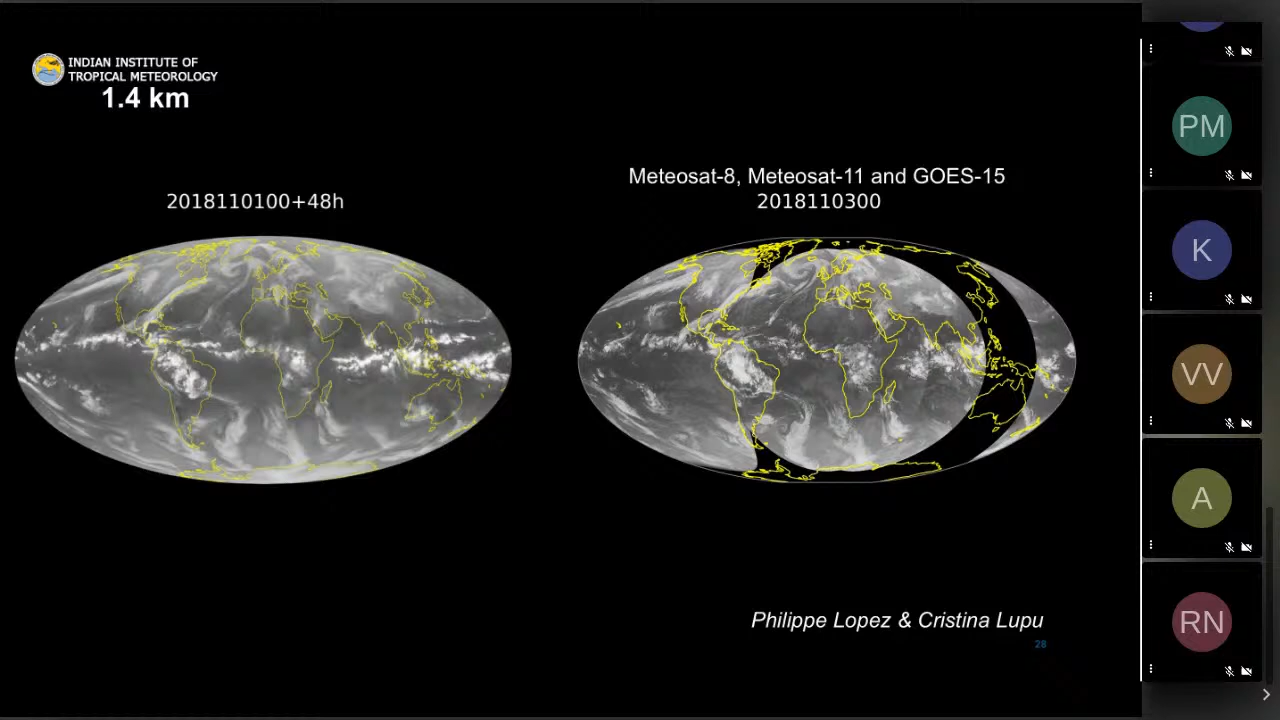 INDIAN INSTITUTE OF
TROPICAL METEOROLOGY
1.4 km
Meteosat-8, Meteosat-11 and GOES-15
2018110100+48h
2018110300
Philippe Lopez & Cristina Lupu
28
PM
K
VV
A
RN